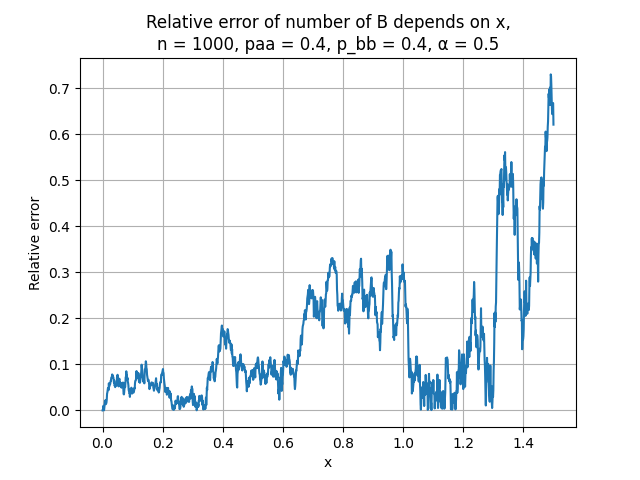 Relative error of number of B depends on x,
n = 1000, paa = 0.4, p_bb = 0.4, α = 0.5
0.7
0.6
0.5
0.4
0.3
0.2
0.1
0.0
Relative error
0.0 0.2 0.4 0.6 0.8 1.0 1.2 1.4
x